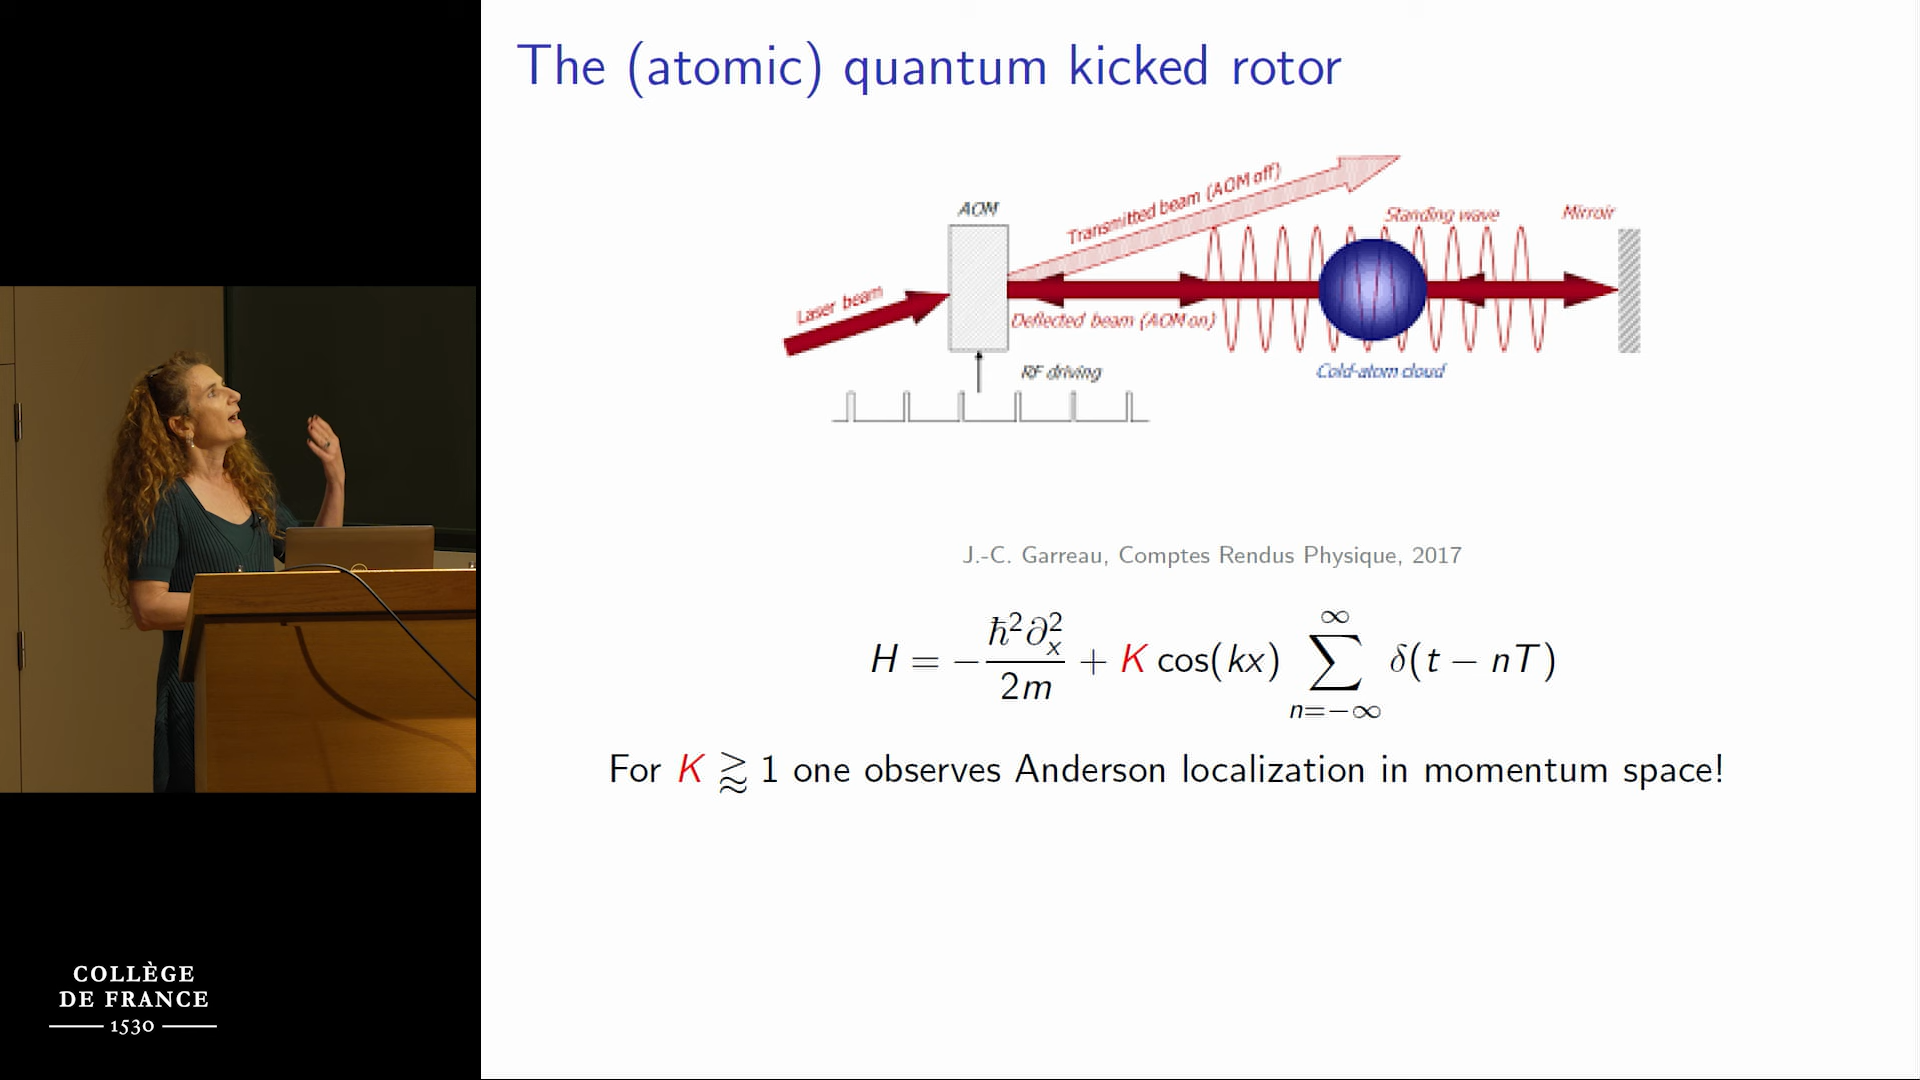 The (atomic) quantum kicked rotor
AOM
Transmitted beam (AOM off)
Standing wave
Mirroir
Laser beam
Deflected beam (AOM on)
RF driving
Cold-atom cloud
J.-C. Garreau, Comptes Rendus Physique, 2017
H = −ħ²∂²ₓ/2m + K cos(kx) ∑_{n=−∞}^{∞} δ(t − nT)
For K ⪆ 1 one observes Anderson localization in momentum space!
COLLÈGE
DE FRANCE
1530